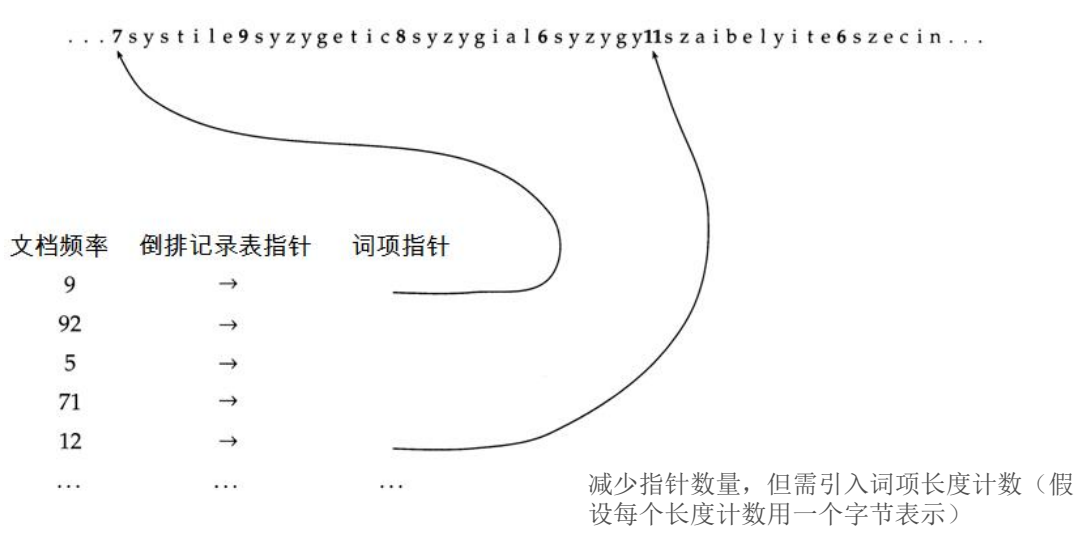 ...7systile9syzygetic8syzygial6syzygy11szaibelyite6szecin...
文档频率 倒排记录表指针 词项指针
9 →
92 →
5 →
71 →
12 →
... ... ...
减少指针数量，但需引入词项长度计数（假
设每个长度计数用一个字节表示）